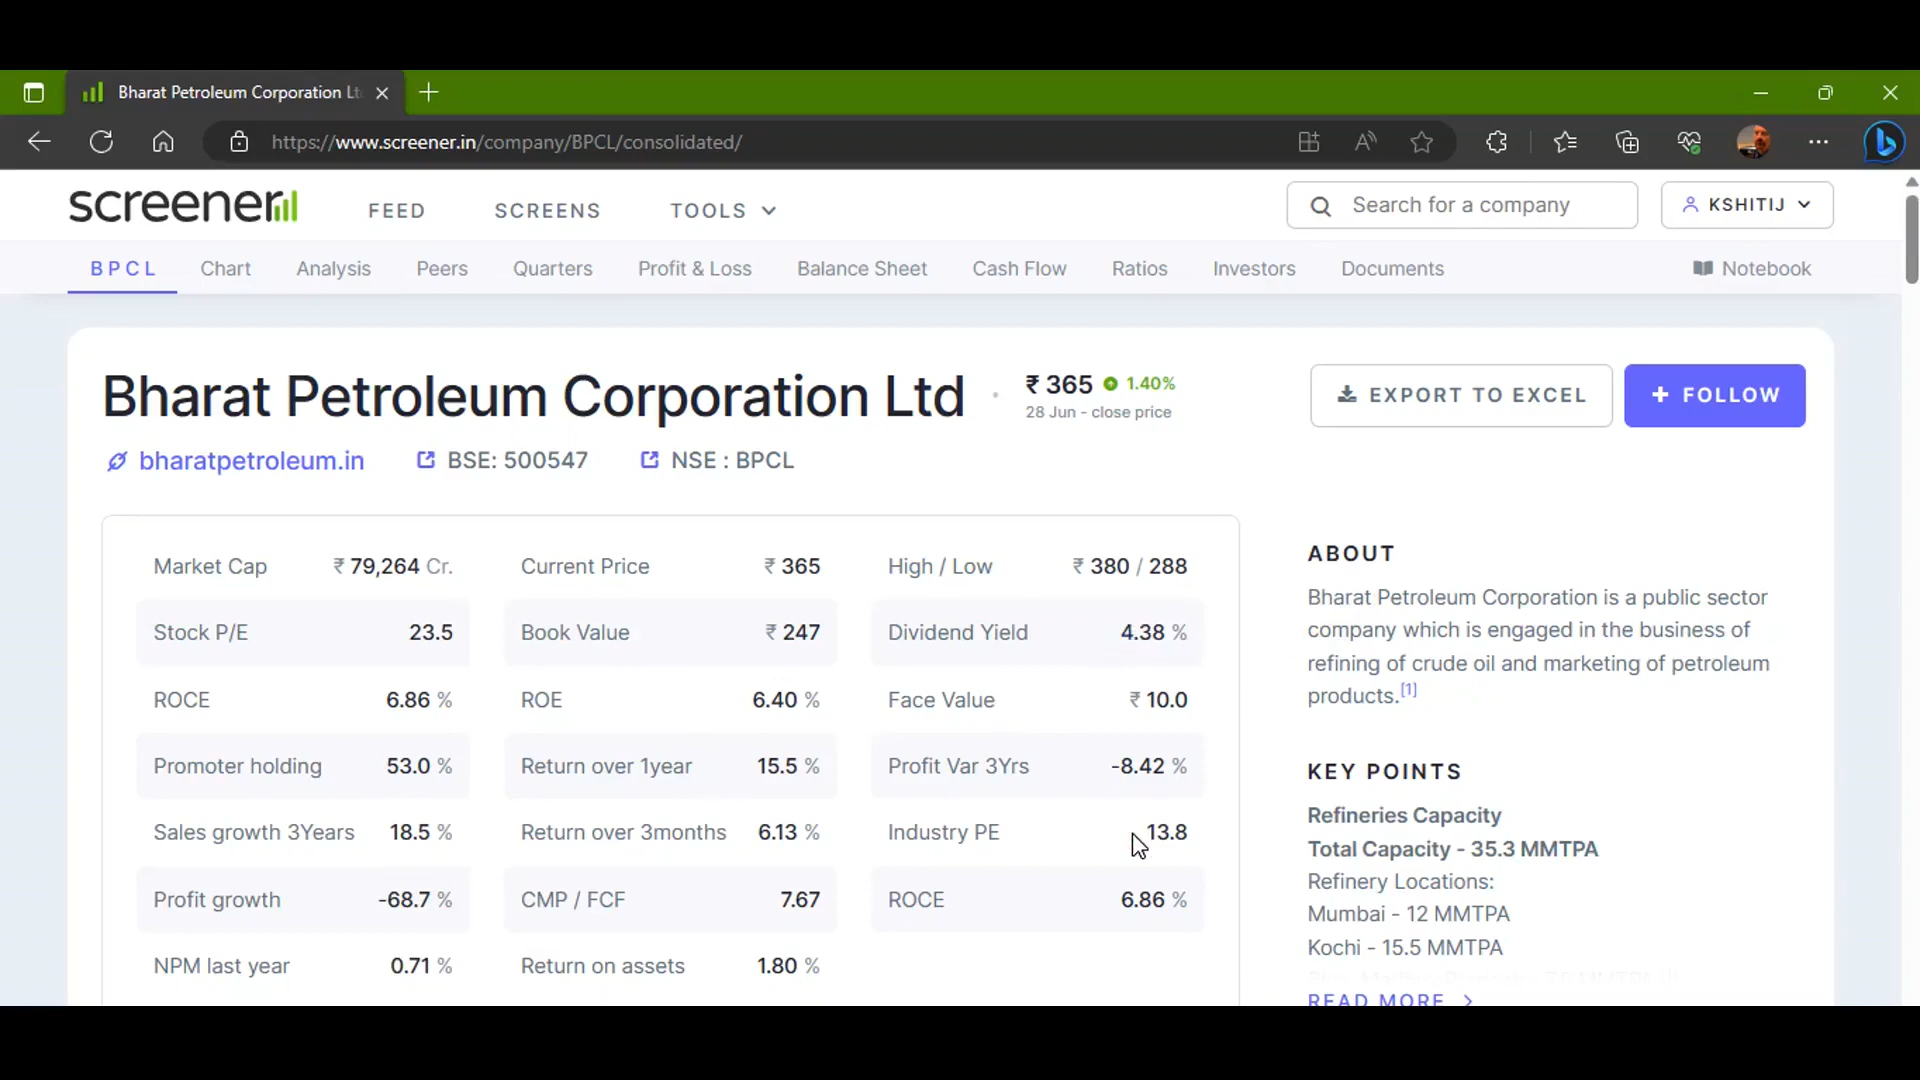 Bharat Petroleum Corporation Lt
https://www.screener.in/company/BPCL/consolidated/
screener
FEED
SCREENS
TOOLS
Search for a company
KSHITIJ
BPCL
Chart
Analysis
Peers
Quarters
Profit & Loss
Balance Sheet
Cash Flow
Ratios
Investors
Documents
Notebook
Bharat Petroleum Corporation Ltd
₹ 365 1.40%
28 Jun - close price
EXPORT TO EXCEL
+ FOLLOW
bharatpetroleum.in
BSE: 500547
NSE : BPCL
Market Cap ₹ 79,264 Cr.
Current Price ₹ 365
High / Low ₹ 380 / 288
Stock P/E 23.5
Book Value ₹ 247
Dividend Yield 4.38 %
ROCE 6.86 %
ROE 6.40 %
Face Value ₹ 10.0
Promoter holding 53.0 %
Return over 1year 15.5 %
Profit Var 3Yrs -8.42 %
Sales growth 3Years 18.5 %
Return over 3months 6.13 %
Industry PE 13.8
Profit growth -68.7 %
CMP / FCF 7.67
ROCE 6.86 %
NPM last year 0.71 %
Return on assets 1.80 %
ABOUT
Bharat Petroleum Corporation is a public sector
company which is engaged in the business of
refining of crude oil and marketing of petroleum
products.[1]
KEY POINTS
Refineries Capacity
Total Capacity - 35.3 MMTPA
Refinery Locations:
Mumbai - 12 MMTPA
Kochi - 15.5 MMTPA
READ MORE